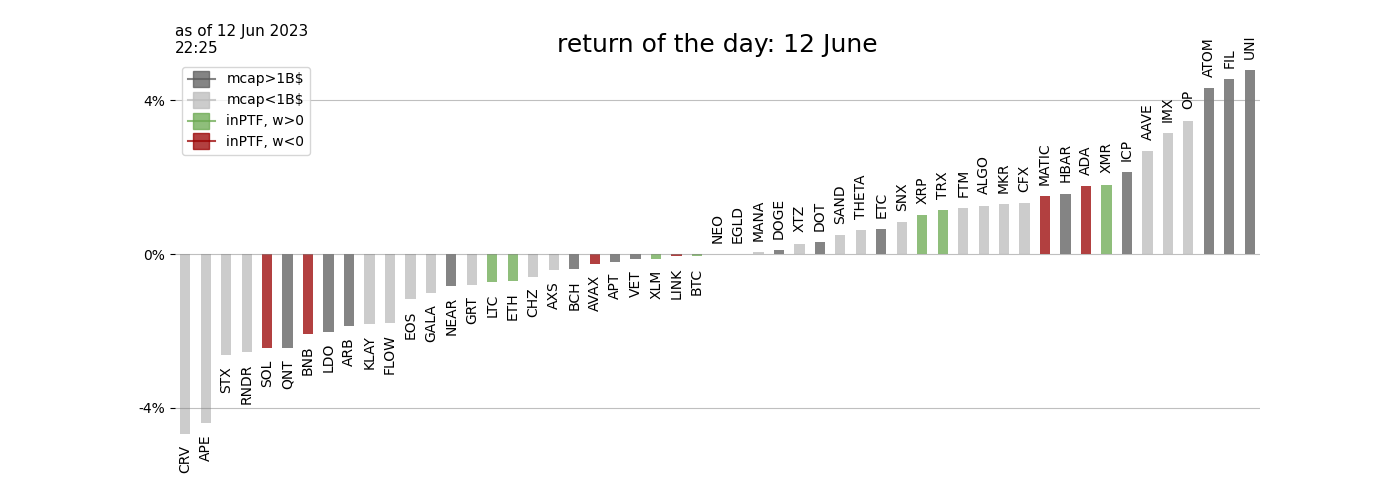 as of 12 Jun 2023
22:25
return of the day: 12 June
mcap>1B$
mcap<1B$
inPTF, w>0
inPTF, w<0
4%
0%
-4%
CRV
APE
STX
RNDR
SOL
QNT
BNB
LDO
ARB
KLAY
FLOW
EOS
GALA
NEAR
GRT
LTC
ETH
CHZ
AXS
BCH
AVAX
APT
VET
XLM
LINK
BTC
NEO
EGLD
MANA
DOGE
XTZ
DOT
SAND
THETA
ETC
SNX
XRP
TRX
FTM
ALGO
MKR
CFX
MATIC
HBAR
ADA
XMR
ICP
AAVE
IMX
OP
ATOM
FIL
UNI